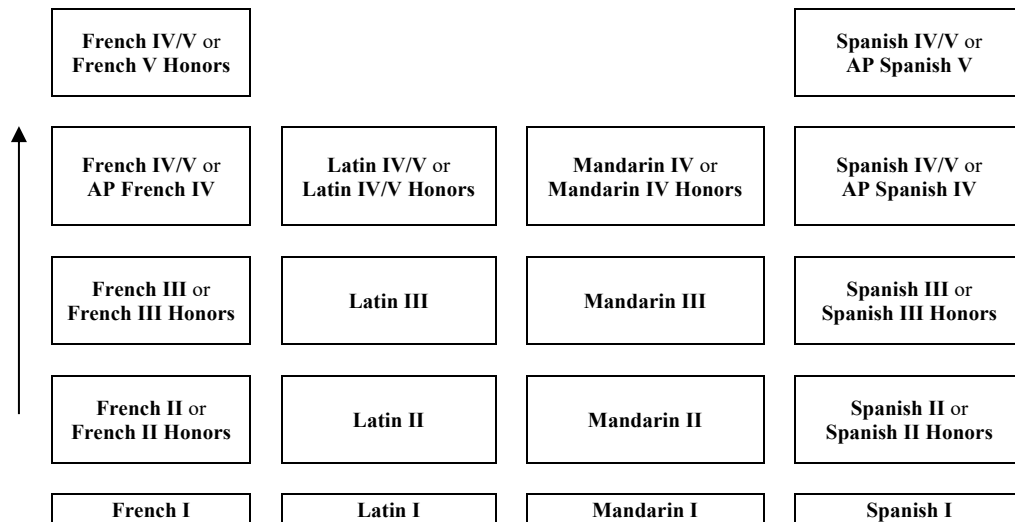 French IV/V or
French V Honors
Spanish IV/V or
AP Spanish V
French IV/V or
AP French IV
Latin IV/V or
Latin IV/V Honors
Mandarin IV or
Mandarin IV Honors
Spanish IV/V or
AP Spanish IV
French III or
French III Honors
Latin III
Mandarin III
Spanish III or
Spanish III Honors
French II or
French II Honors
Latin II
Mandarin II
Spanish II or
Spanish II Honors
French I
Latin I
Mandarin I
Spanish I